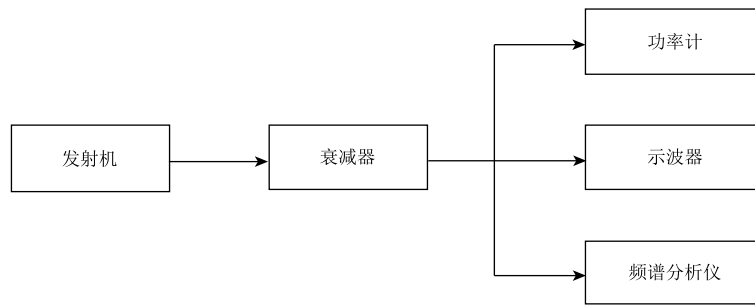 功率计
发射机
衰减器
示波器
频谱分析仪